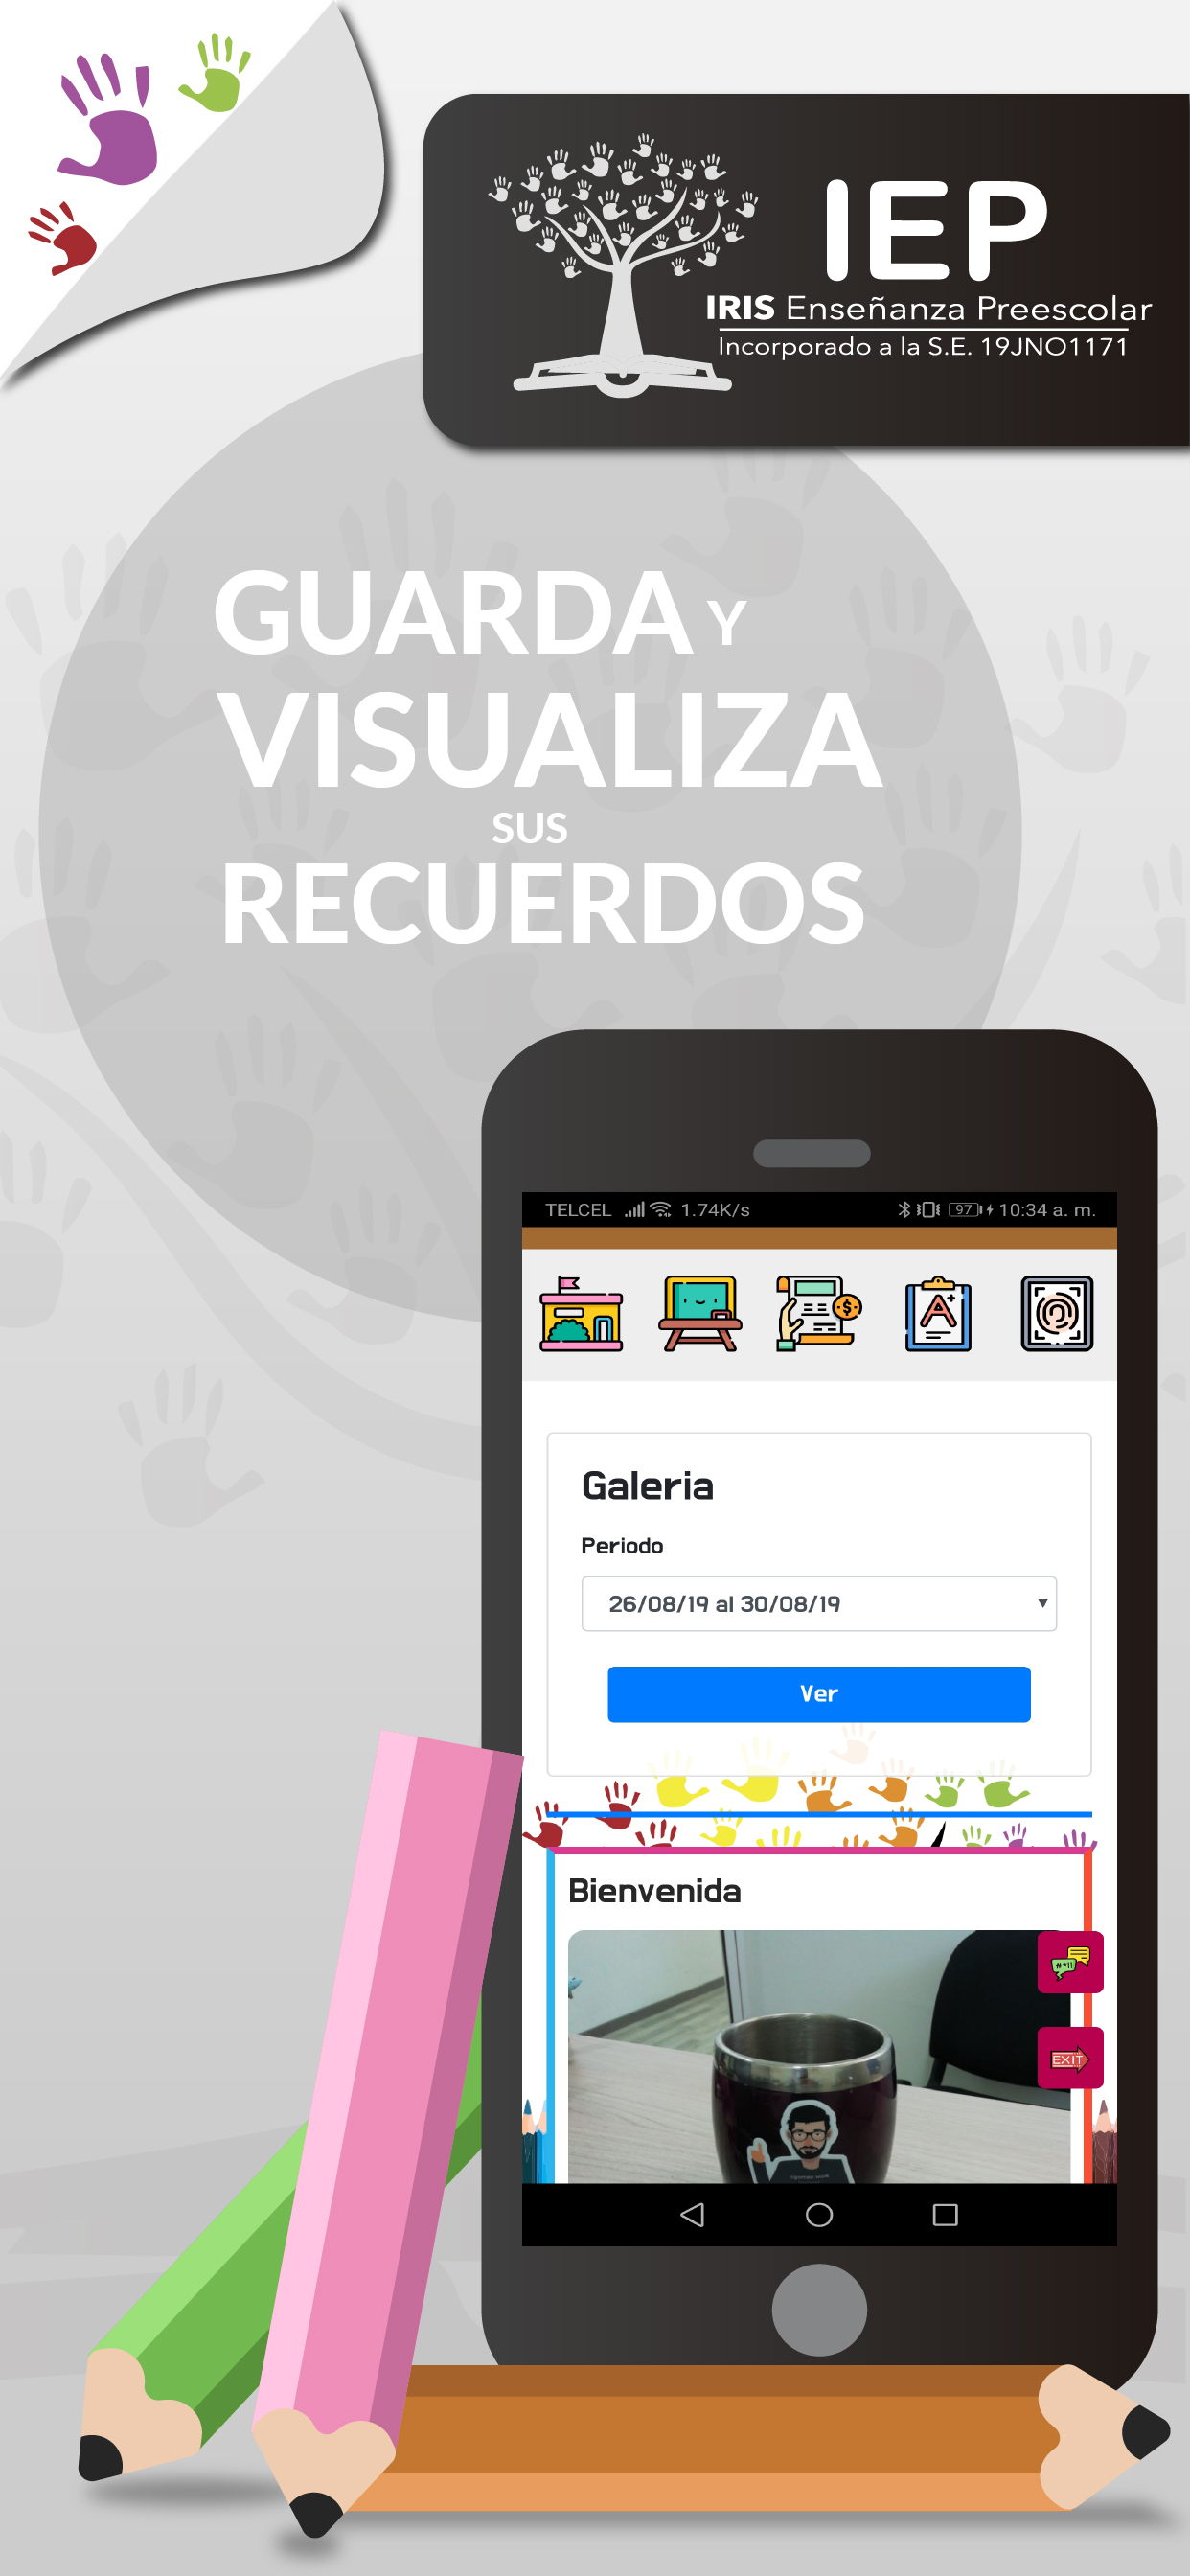 IEP
IRIS Enseñanza Preescolar
Incorporado a la S.E. 19JNO1171
GUARDA Y
VISUALIZA
SUS
RECUERDOS
TELCEL 1.74K/s 97 10:34 a. m.
$
A+
Galeria
Periodo
26/08/19 al 30/08/19
Ver
Bienvenida
#*!!
EXIT